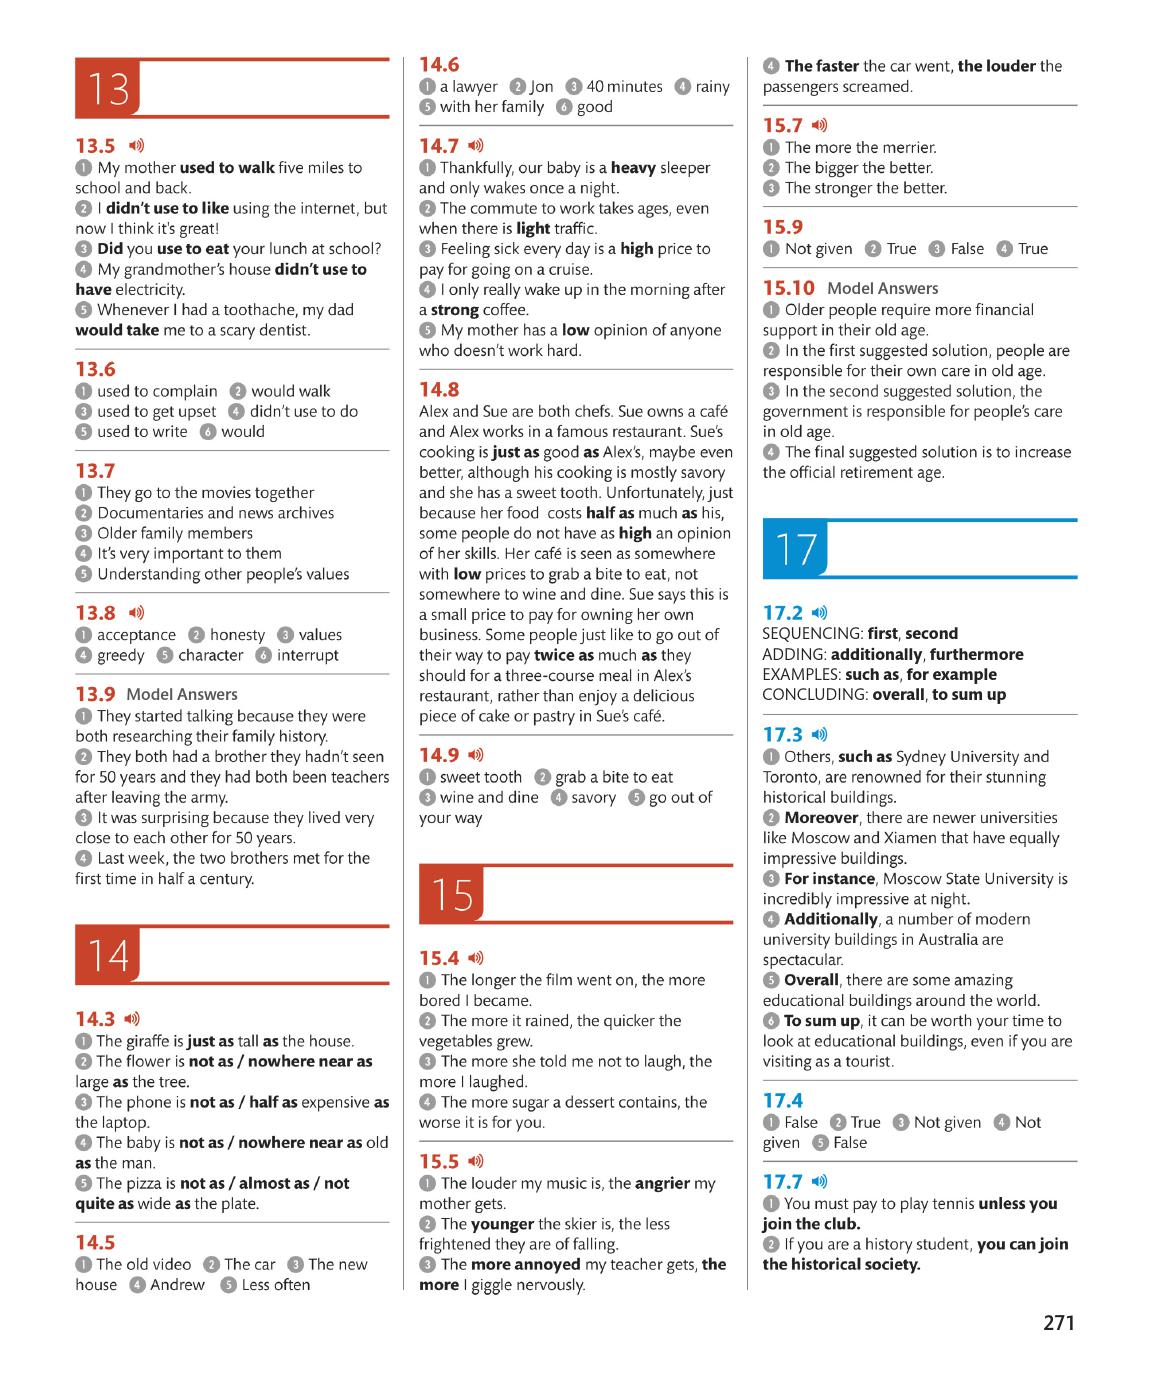 13
13.5
1 My mother used to walk five miles to
school and back.
2 I didn't use to like using the internet, but
now I think it's great!
3 Did you use to eat your lunch at school?
4 My grandmother's house didn't use to
have electricity.
5 Whenever I had a toothache, my dad
would take me to a scary dentist.
13.6
1 used to complain 2 would walk
3 used to get upset 4 didn't use to do
5 used to write 6 would
13.7
1 They go to the movies together
2 Documentaries and news archives
3 Older family members
4 It's very important to them
5 Understanding other people's values
13.8
1 acceptance 2 honesty 3 values
4 greedy 5 character 6 interrupt
13.9 Model Answers
1 They started talking because they were
both researching their family history.
2 They both had a brother they hadn't seen
for 50 years and they had both been teachers
after leaving the army.
3 It was surprising because they lived very
close to each other for 50 years.
4 Last week, the two brothers met for the
first time in half a century.
14
14.3
1 The giraffe is just as tall as the house.
2 The flower is not as / nowhere near as
large as the tree.
3 The phone is not as / half as expensive as
the laptop.
4 The baby is not as / nowhere near as old
as the man.
5 The pizza is not as / almost as / not
quite as wide as the plate.
14.5
1 The old video 2 The car 3 The new
house 4 Andrew 5 Less often
14.6
1 a lawyer 2 Jon 3 40 minutes 4 rainy
5 with her family 6 good
14.7
1 Thankfully, our baby is a heavy sleeper
and only wakes once a night.
2 The commute to work takes ages, even
when there is light traffic.
3 Feeling sick every day is a high price to
pay for going on a cruise.
4 I only really wake up in the morning after
a strong coffee.
5 My mother has a low opinion of anyone
who doesn't work hard.
14.8
Alex and Sue are both chefs. Sue owns a café
and Alex works in a famous restaurant. Sue's
cooking is just as good as Alex's, maybe even
better, although his cooking is mostly savory
and she has a sweet tooth. Unfortunately, just
because her food costs half as much as his,
some people do not have as high an opinion
of her skills. Her café is seen as somewhere
with low prices to grab a bite to eat, not
somewhere to wine and dine. Sue says this is
a small price to pay for owning her own
business. Some people just like to go out of
their way to pay twice as much as they
should for a three-course meal in Alex's
restaurant, rather than enjoy a delicious
piece of cake or pastry in Sue's café.
14.9
1 sweet tooth 2 grab a bite to eat
3 wine and dine 4 savory 5 go out of
your way
15
15.4
1 The longer the film went on, the more
bored I became.
2 The more it rained, the quicker the
vegetables grew.
3 The more she told me not to laugh, the
more I laughed.
4 The more sugar a dessert contains, the
worse it is for you.
15.5
1 The louder my music is, the angrier my
mother gets.
2 The younger the skier is, the less
frightened they are of falling.
3 The more annoyed my teacher gets, the
more I giggle nervously.
4 The faster the car went, the louder the
passengers screamed.
15.7
1 The more the merrier.
2 The bigger the better.
3 The stronger the better.
15.9
1 Not given 2 True 3 False 4 True
15.10 Model Answers
1 Older people require more financial
support in their old age.
2 In the first suggested solution, people are
responsible for their own care in old age.
3 In the second suggested solution, the
government is responsible for people's care
in old age.
4 The final suggested solution is to increase
the official retirement age.
17
17.2
SEQUENCING: first, second
ADDING: additionally, furthermore
EXAMPLES: such as, for example
CONCLUDING: overall, to sum up
17.3
1 Others, such as Sydney University and
Toronto, are renowned for their stunning
historical buildings.
2 Moreover, there are newer universities
like Moscow and Xiamen that have equally
impressive buildings.
3 For instance, Moscow State University is
incredibly impressive at night.
4 Additionally, a number of modern
university buildings in Australia are
spectacular.
5 Overall, there are some amazing
educational buildings around the world.
6 To sum up, it can be worth your time to
look at educational buildings, even if you are
visiting as a tourist.
17.4
1 False 2 True 3 Not given 4 Not
given 5 False
17.7
1 You must pay to play tennis unless you
join the club.
2 If you are a history student, you can join
the historical society.
271